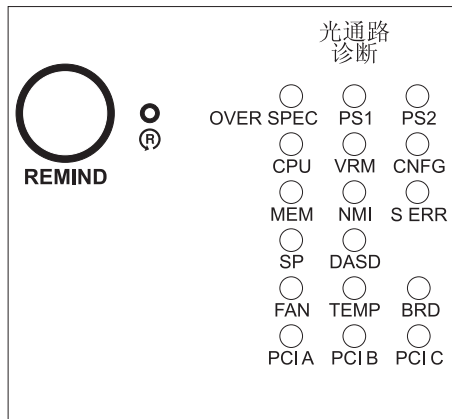 光通路
诊断
OVER SPEC PS1 PS2
R
CPU VRM CNFG
REMIND
MEM NMI S ERR
SP DASD
FAN TEMP BRD
PCI A PCI B PCI C